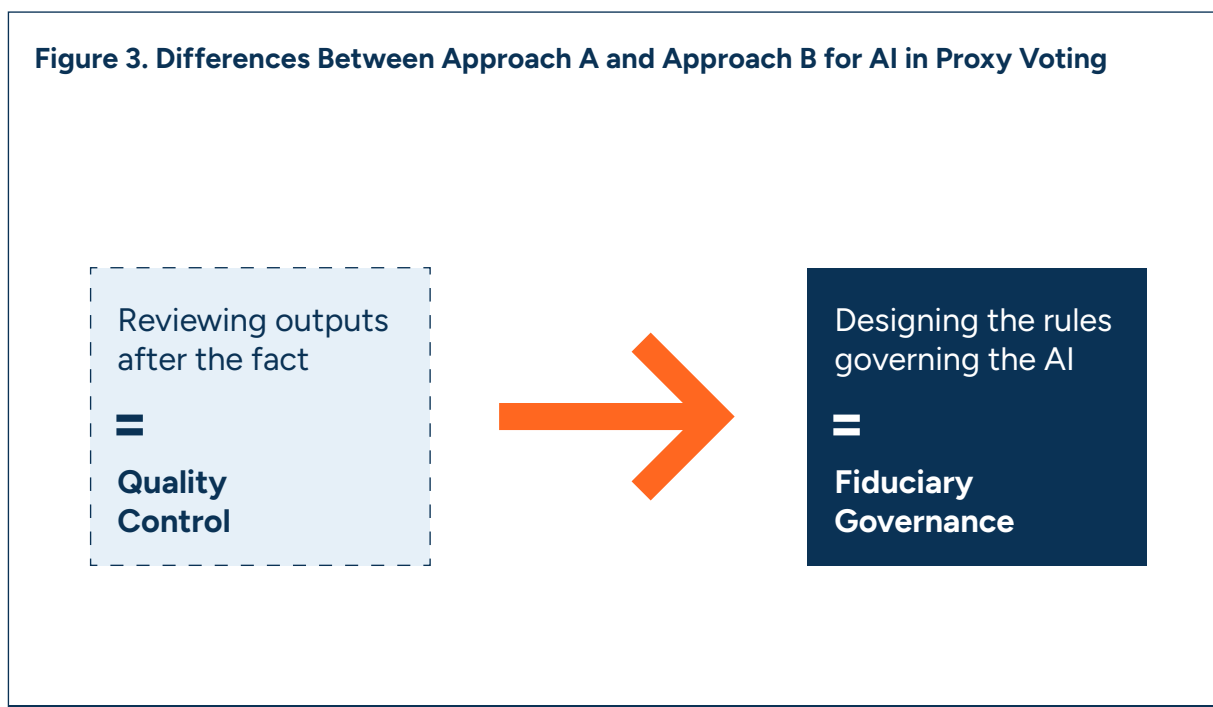 Figure 3. Differences Between Approach A and Approach B for AI in Proxy Voting
Reviewing outputs
after the fact
=
Quality
Control
Designing the rules
governing the AI
=
Fiduciary
Governance